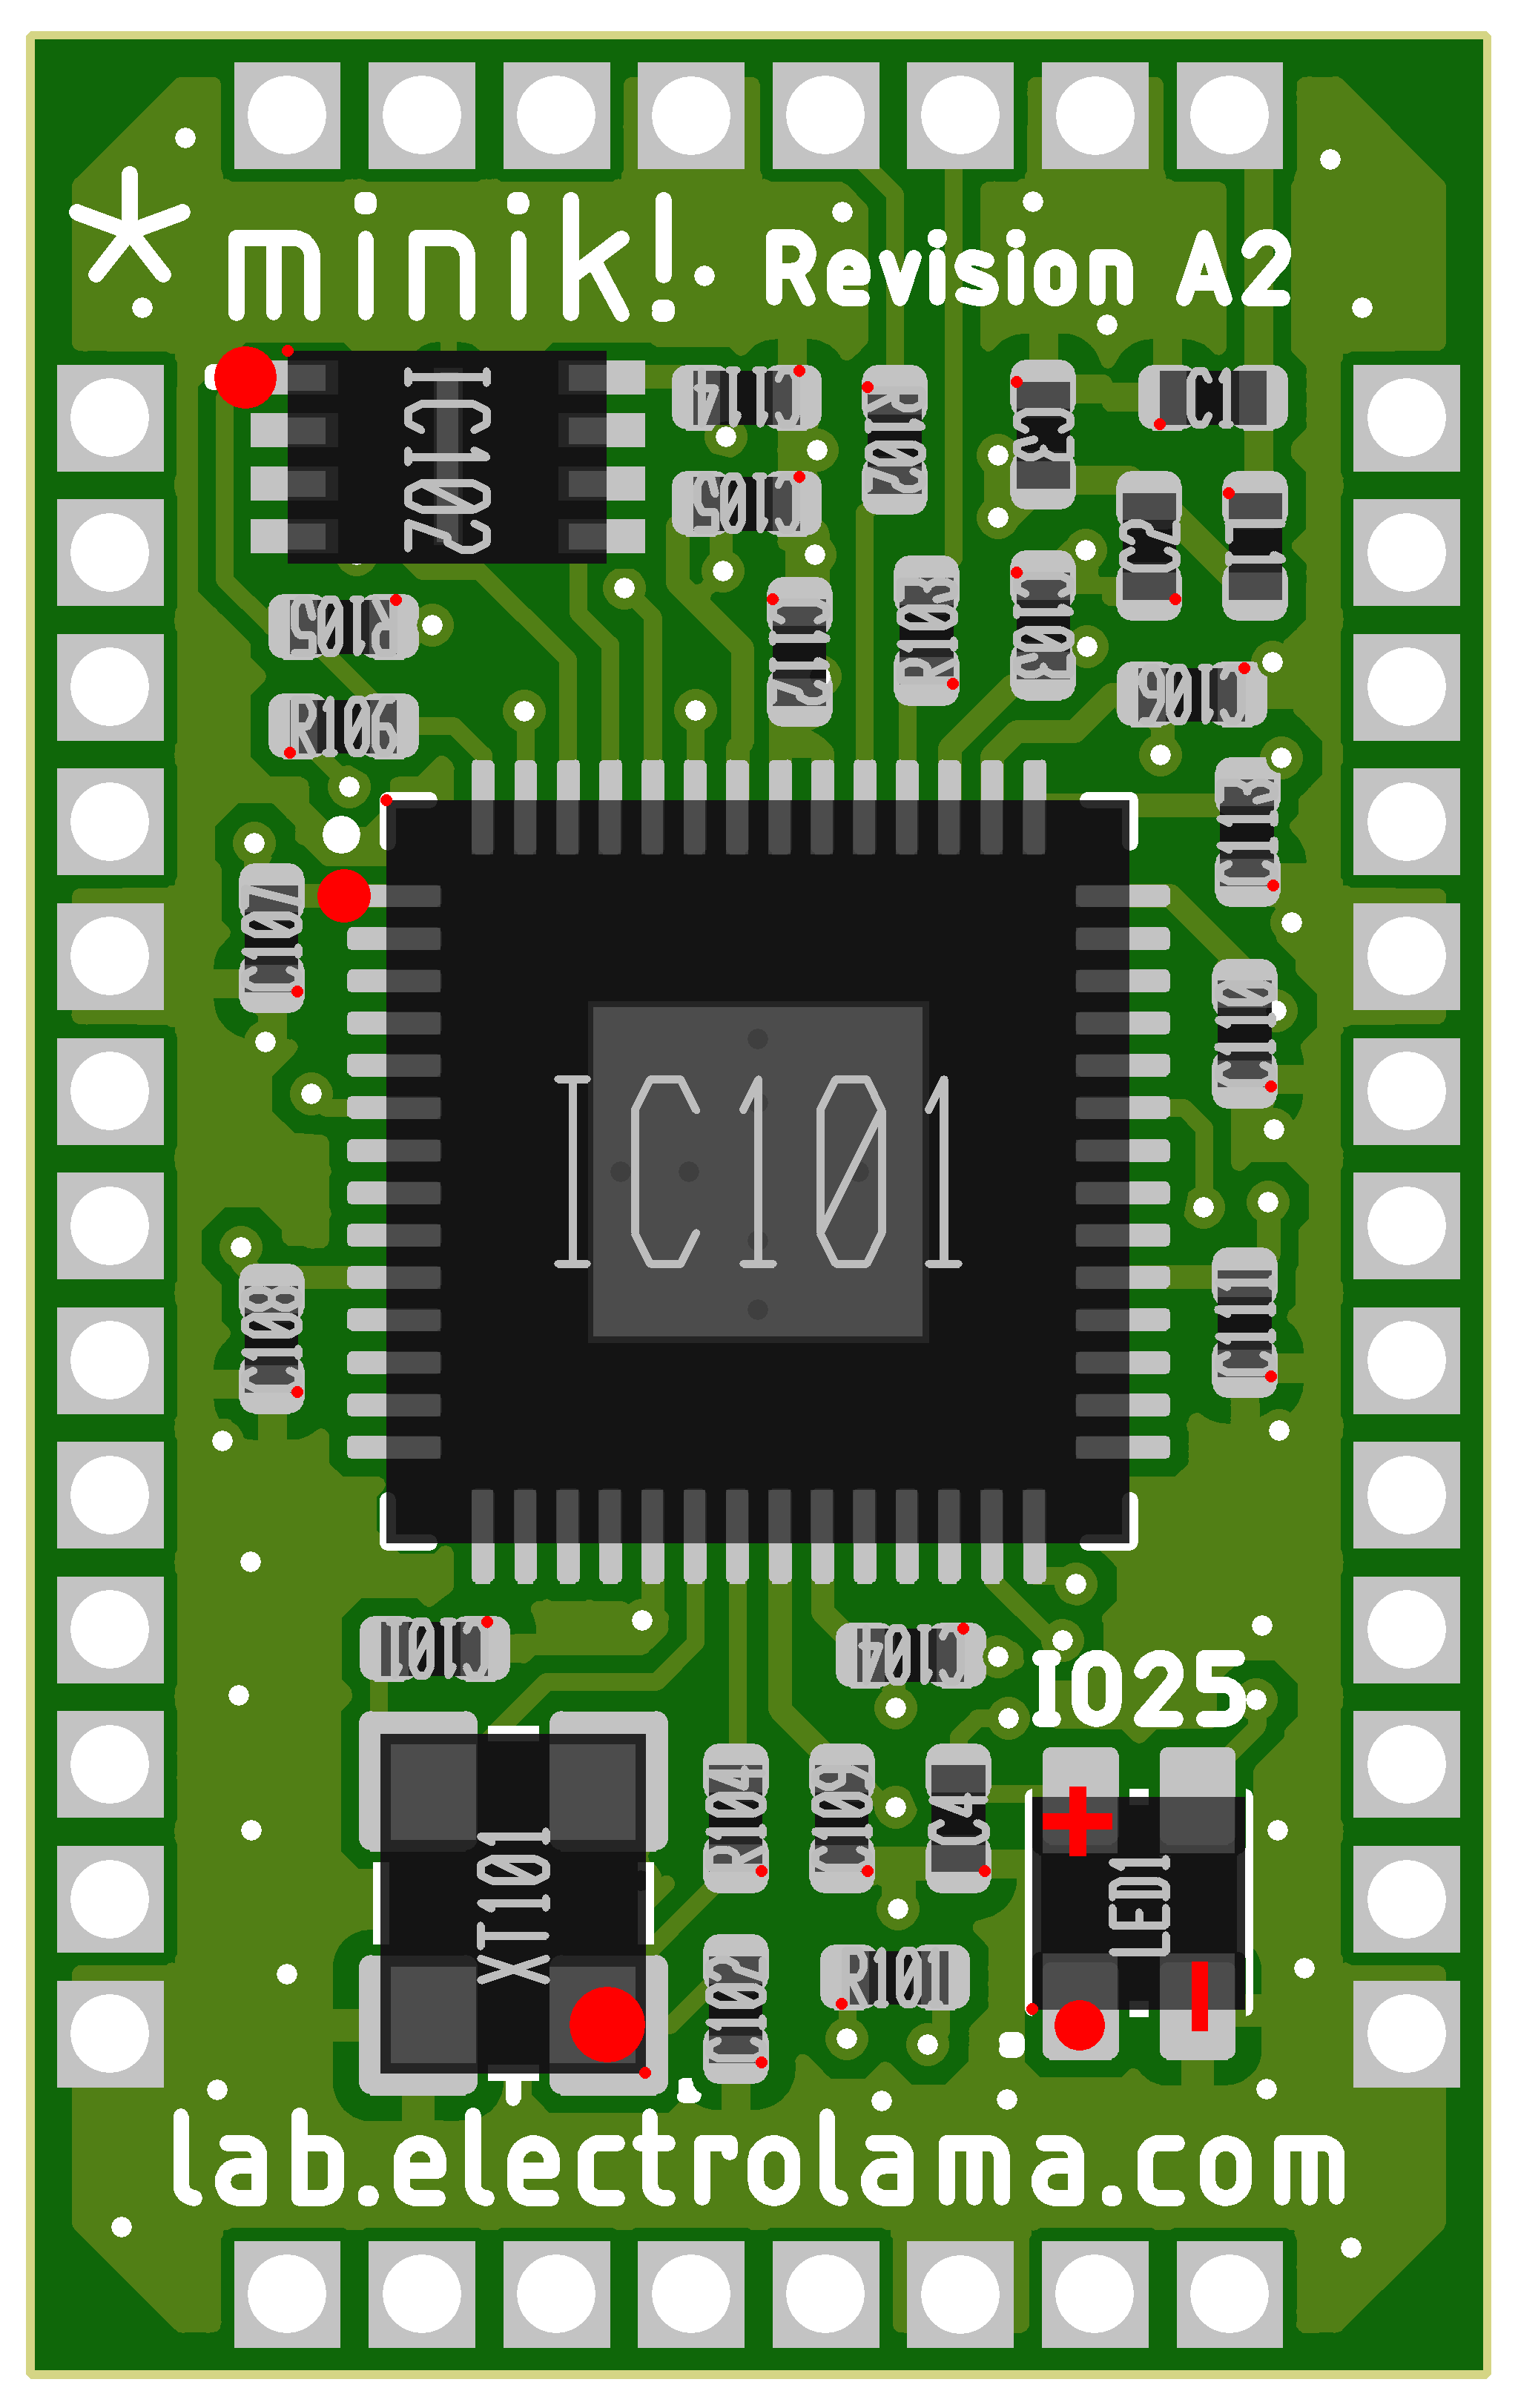 *minik! Revision A2
IC102
C114
R102
C3
C1
C105
C2
L1
R105
C112
R103
C103
R106
C106
C113
C107
C110
IC101
C108
C111
C101
C104
IO25
XT101
R104
C109
C4
LED1
+
C102
R101
-
lab.electrolama.com